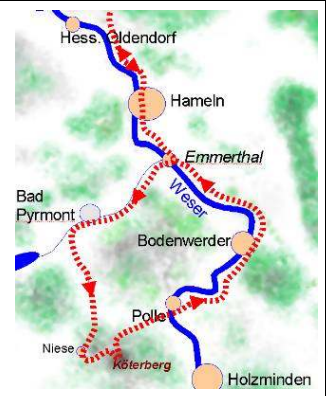 Hess. Oldendorf
Hameln
Emmerthal
Weser
Bad
Pyrmont
Bodenwerder
Polle
Niese
Köterberg
Holzminden